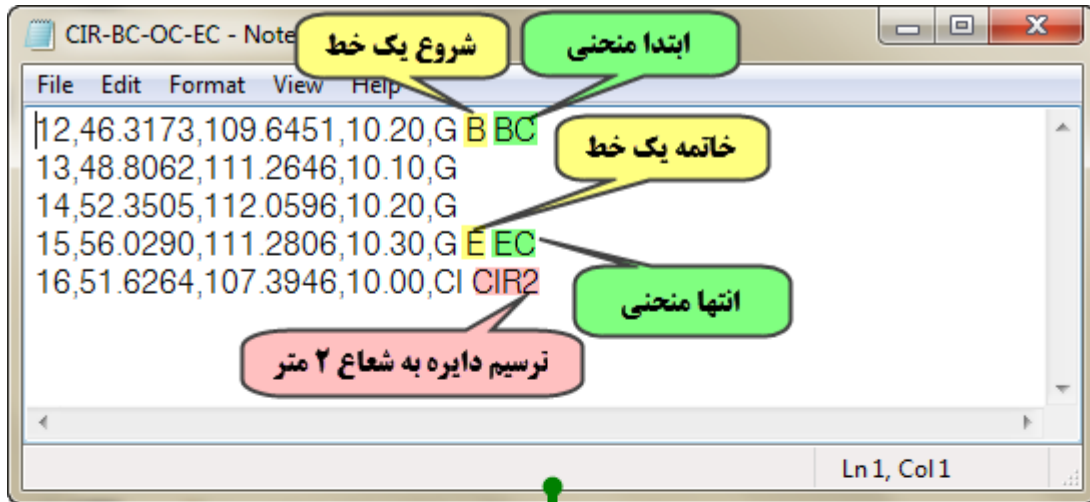 CIR-BC-OC-EC - Note
شروع یک خط
ابتدا منحنی
File Edit Format View Help
12,46.3173,109.6451,10.20,G B BC
خاتمه یک خط
13,48.8062,111.2646,10.10,G
14,52.3505,112.0596,10.20,G
15,56.0290,111.2806,10.30,G E EC
16,51.6264,107.3946,10.00,CI CIR2
انتها منحنی
ترسیم دایره به شعاع ۲ متر
Ln 1, Col 1